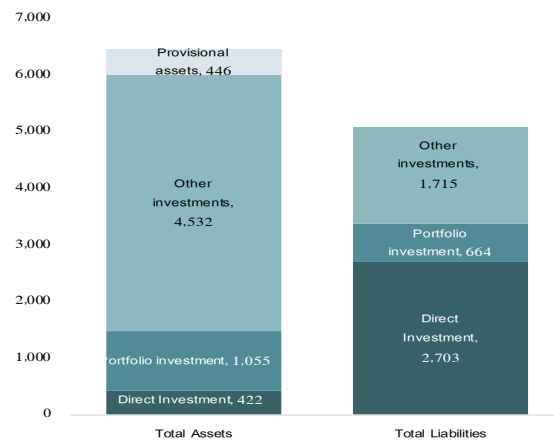 7,000
6,000
5,000
4,000
3,000
2,000
1,000
0
Provisional
assets, 446
Other
investments,
4,532
Portfolio investment, 1,055
Direct Investment, 422
Other
investments,
1,715
Portfolio
investment, 664
Direct
Investment,
2,703
Total Assets
Total Liabilities